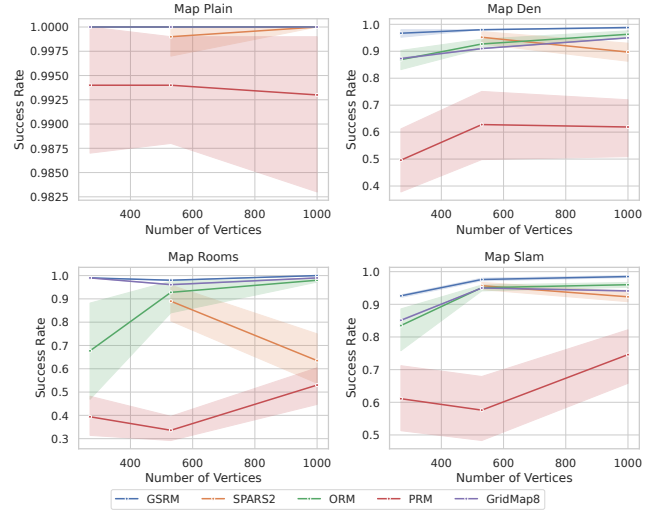 Map Plain
Success Rate
1.0000
0.9975
0.9950
0.9925
0.9900
0.9875
0.9850
0.9825
400
600
800
1000
Number of Vertices
Map Den
Success Rate
1.0
0.9
0.8
0.7
0.6
0.5
0.4
400
600
800
1000
Number of Vertices
Map Rooms
Success Rate
1.0
0.9
0.8
0.7
0.6
0.5
0.4
0.3
400
600
800
1000
Number of Vertices
Map Slam
Success Rate
1.0
0.9
0.8
0.7
0.6
0.5
400
600
800
1000
Number of Vertices
GSRM
SPARS2
ORM
PRM
GridMap8